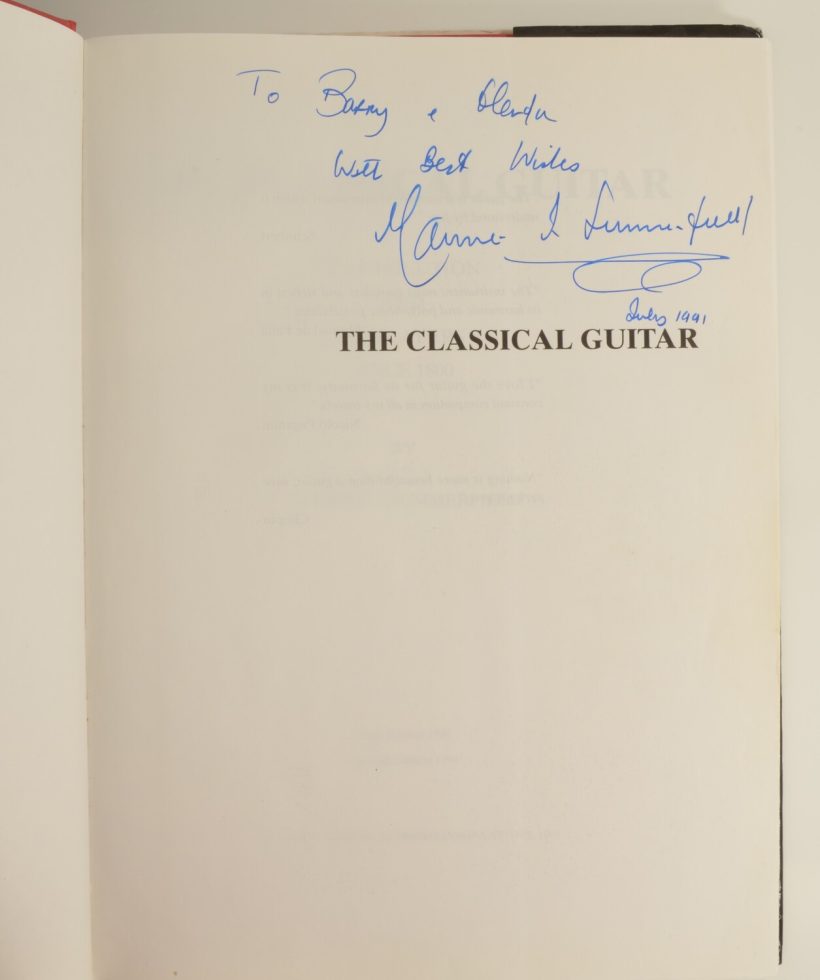 To Barry & Glenda
With Best Wishes
Maurice J Summerfield
July 1991
THE CLASSICAL GUITAR